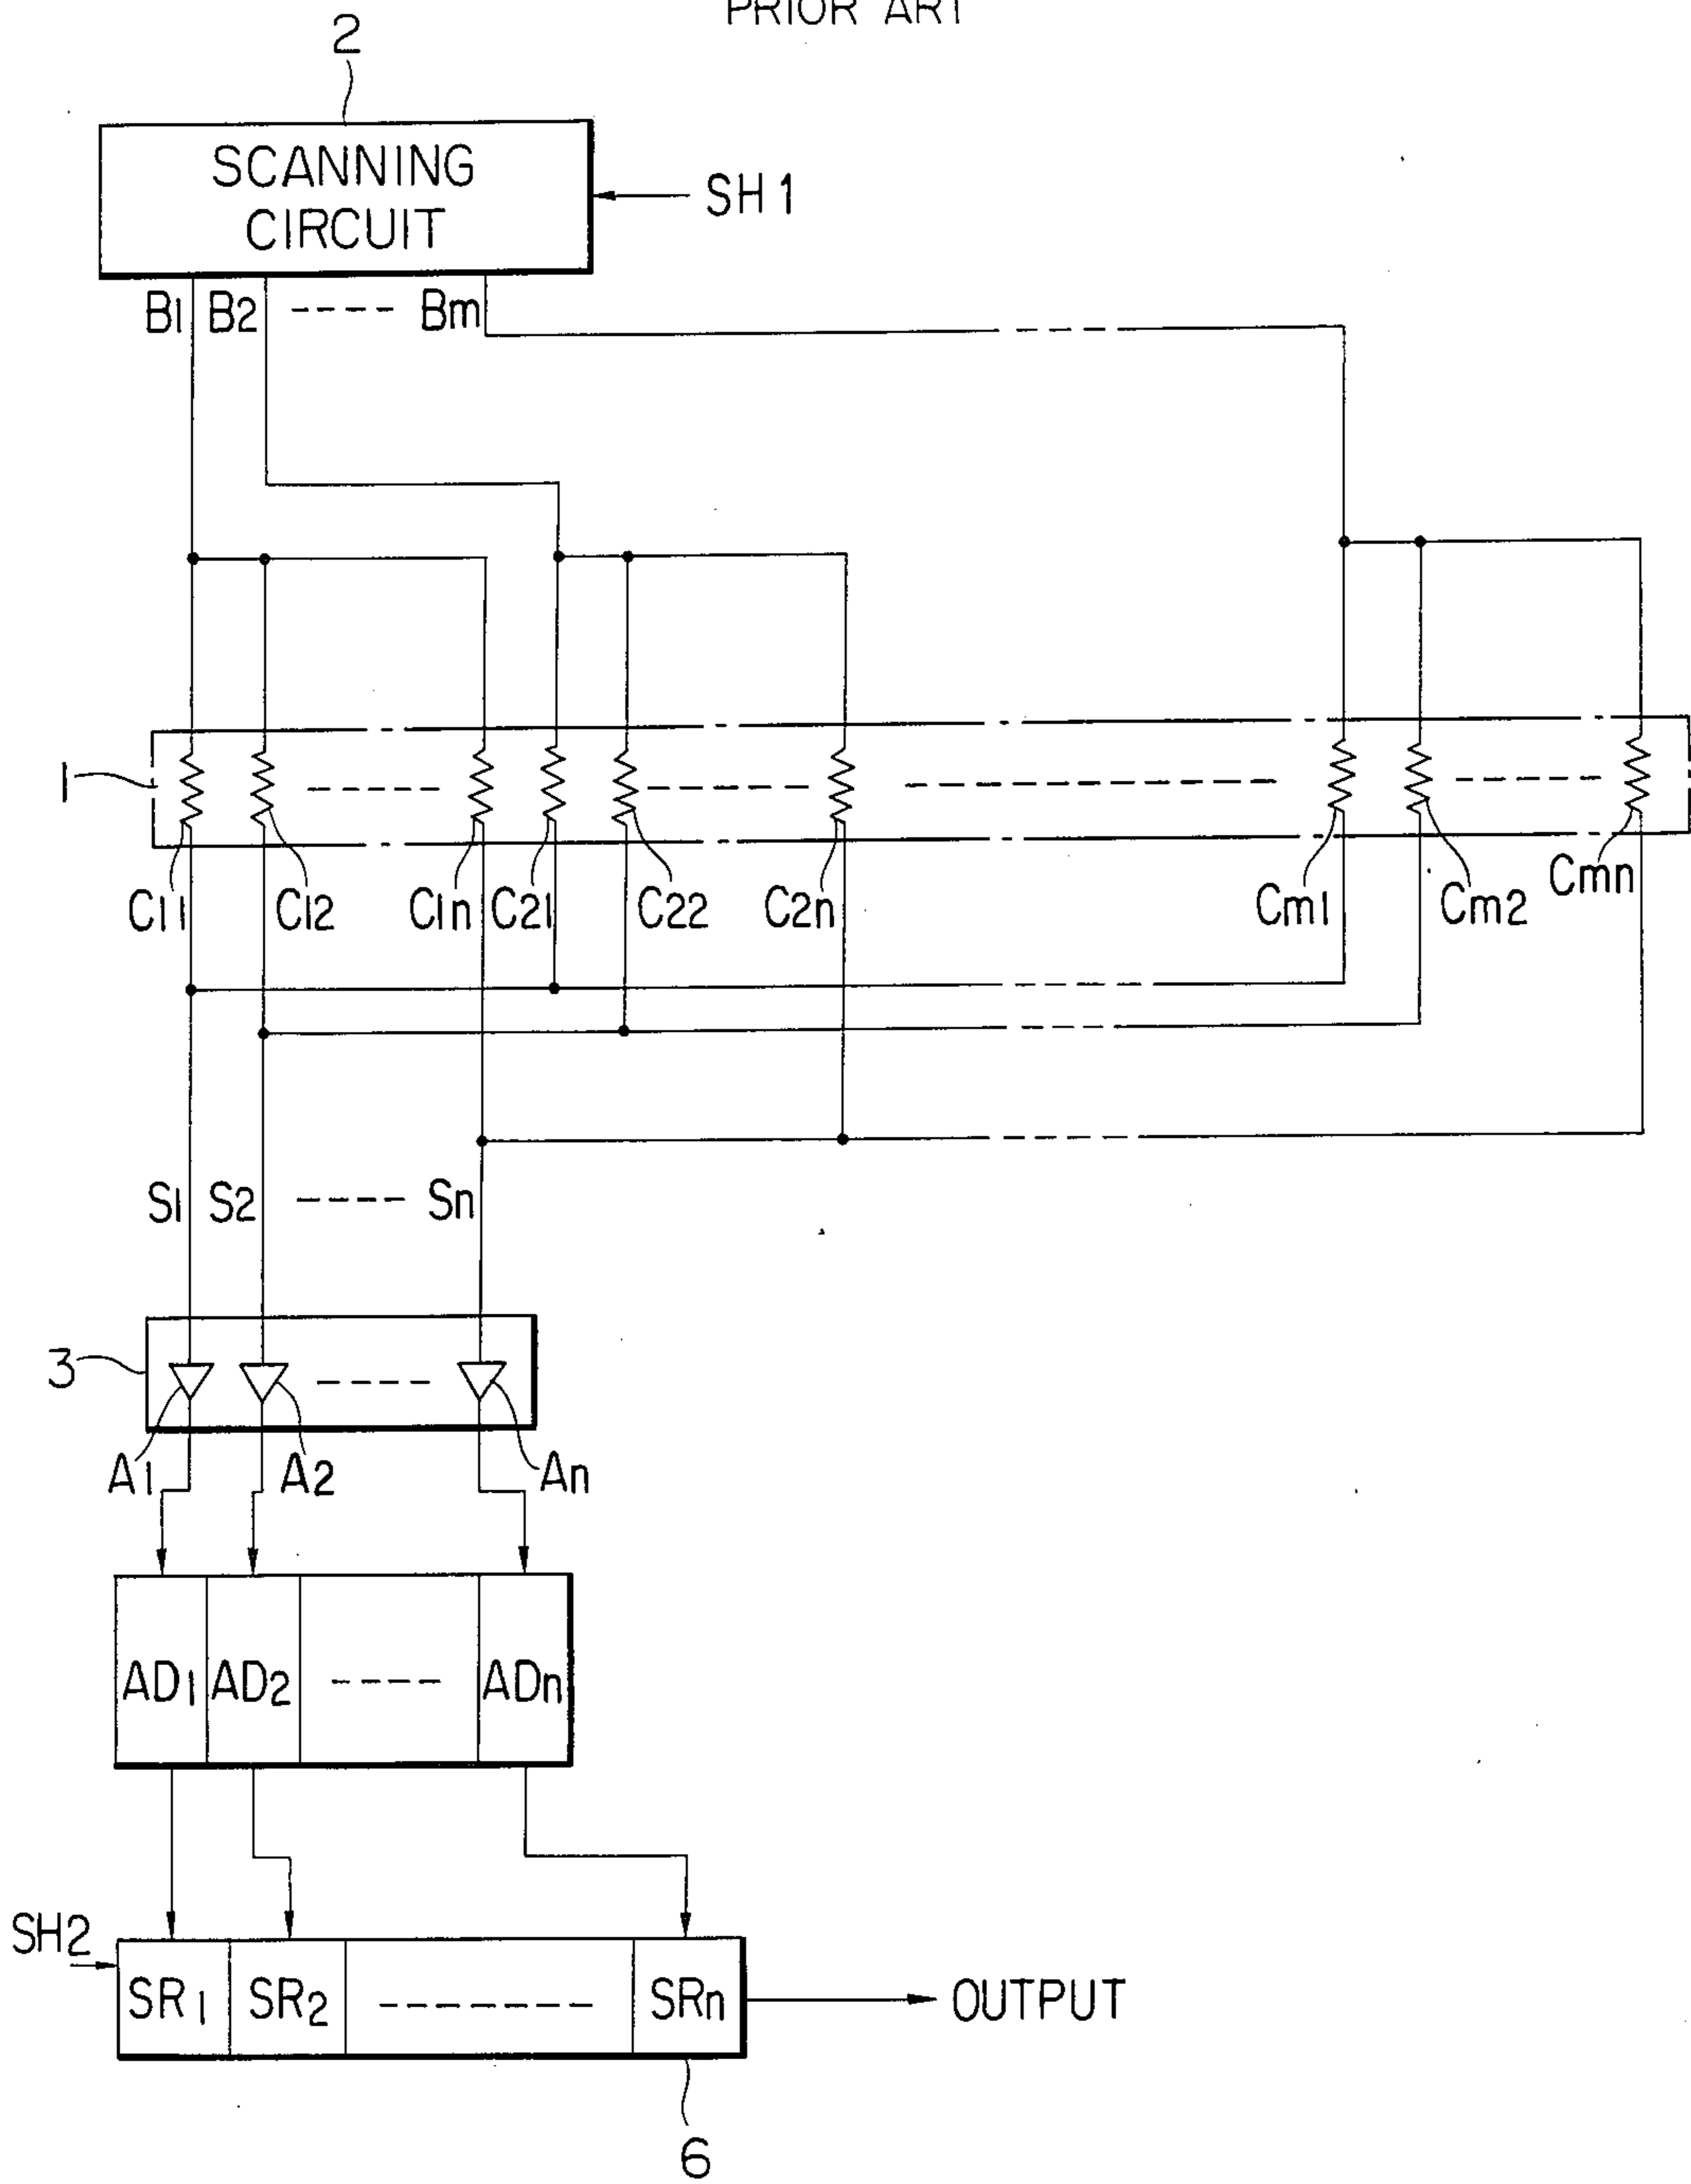 PRIOR ART
2
SCANNING
CIRCUIT
SH1
B1 B2 ---- Bm
1
C11 C12 C1n C21 C22 C2n Cm1 Cm2 Cmn
S1 S2 ---- Sn
3
A1 A2 An
AD1 AD2 ---- ADn
SH2
SR1 SR2 ------- SRn
OUTPUT
6